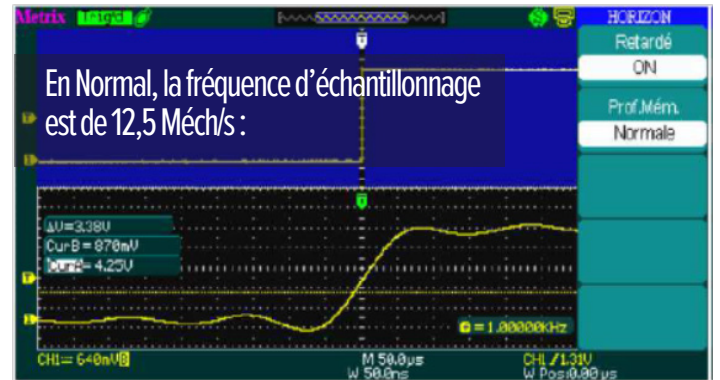 Metrix Trig'd HORIZON
Retardé
ON
Prof.Mém.
Normale
En Normal, la fréquence d'échantillonnage
est de 12,5 Méch/s :
ΔV=3.38V
CurB= 870mV
CurA= 4.25V
=1.00000KHz
CH1= 640mV M 50.0µs CH1 1.31V
W 50.0ns W Pos:0.00µs